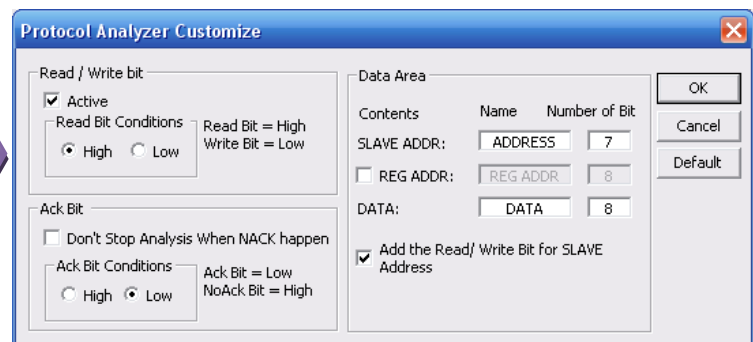 Protocol Analyzer Customize
Read / Write bit
Active
Read Bit Conditions
High Low
Read Bit = High
Write Bit = Low
Ack Bit
Don't Stop Analysis When NACK happen
Ack Bit Conditions
High Low
Ack Bit = Low
NoAck Bit = High
Data Area
Contents Name Number of Bit
SLAVE ADDR: ADDRESS 7
REG ADDR: REG ADDR 8
DATA: DATA 8
Add the Read/ Write Bit for SLAVE
Address
OK
Cancel
Default